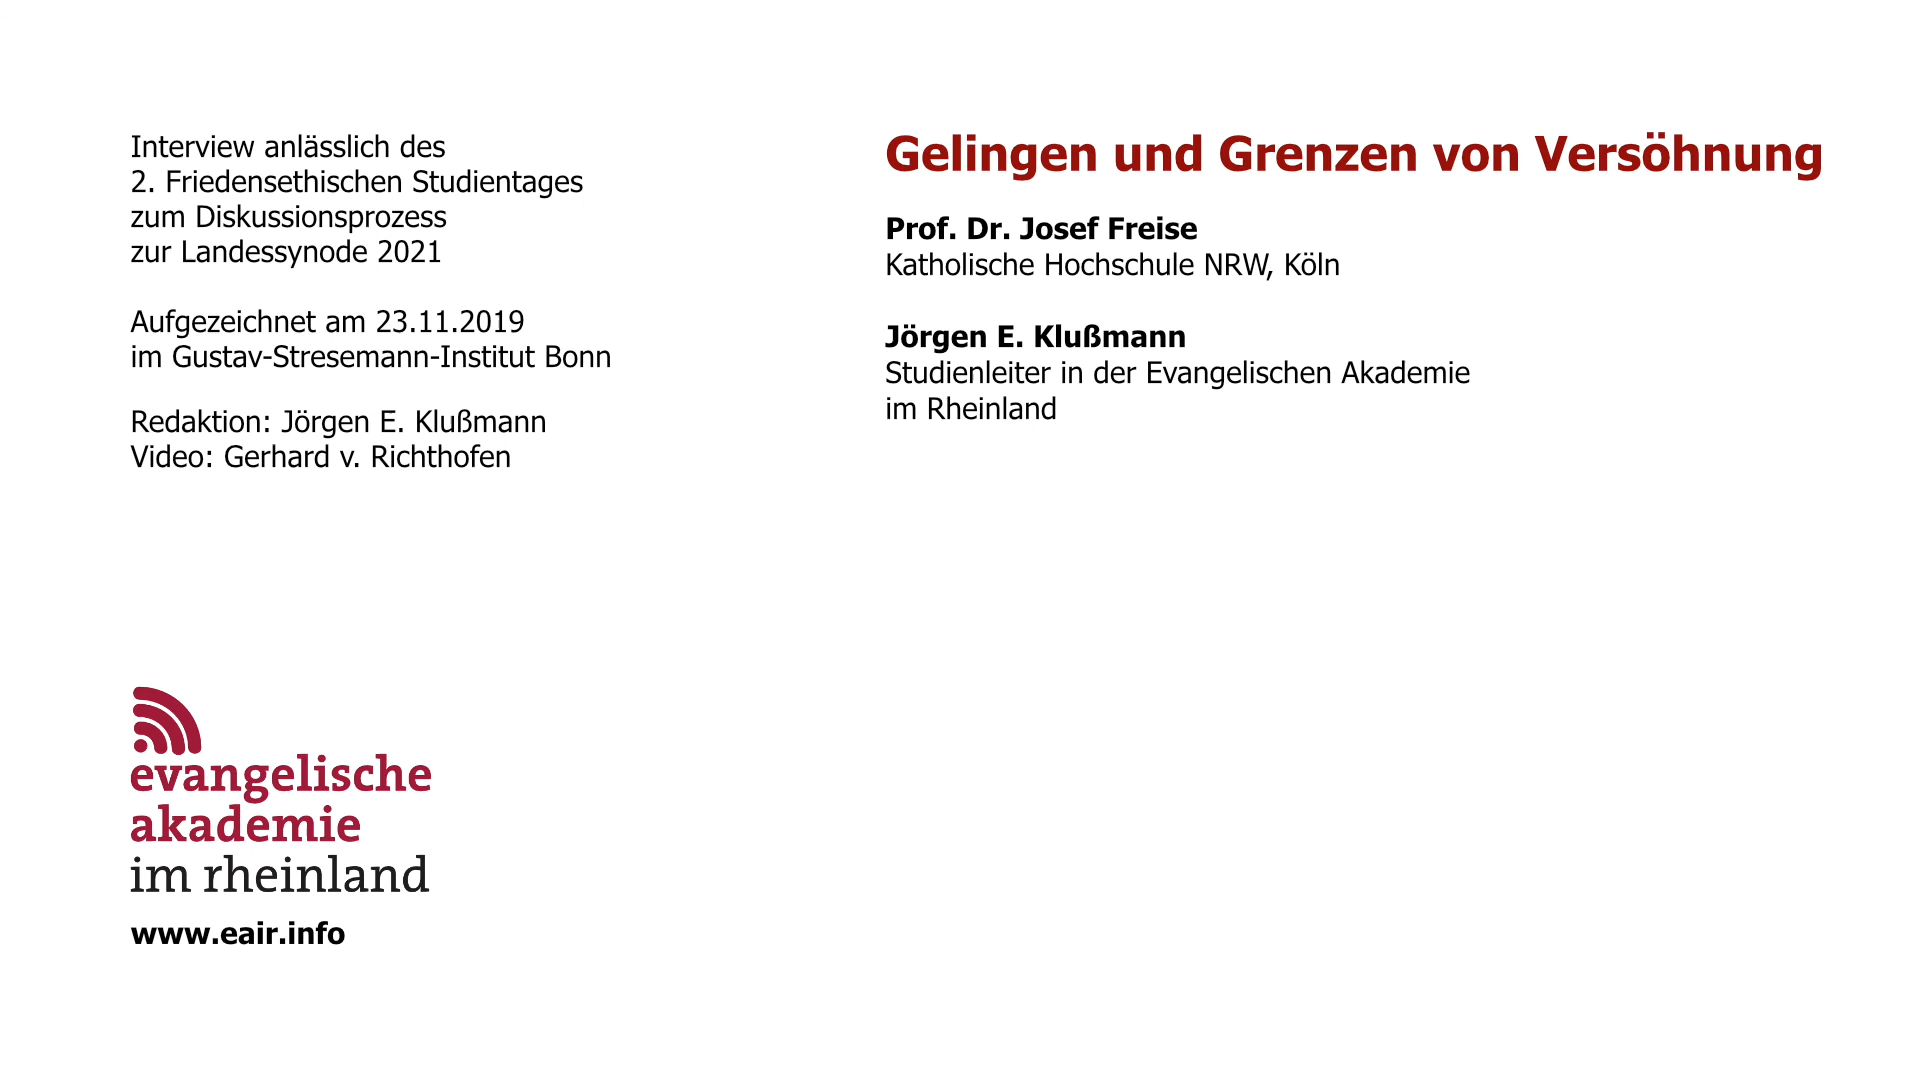 Interview anlässlich des
2. Friedensethischen Studientages
zum Diskussionsprozess
zur Landessynode 2021
Aufgezeichnet am 23.11.2019
im Gustav-Stresemann-Institut Bonn
Redaktion: Jörgen E. Klußmann
Video: Gerhard v. Richthofen
evangelische
akademie
im rheinland
www.eair.info
Gelingen und Grenzen von Versöhnung
Prof. Dr. Josef Freise
Katholische Hochschule NRW, Köln
Jörgen E. Klußmann
Studienleiter in der Evangelischen Akademie
im Rheinland